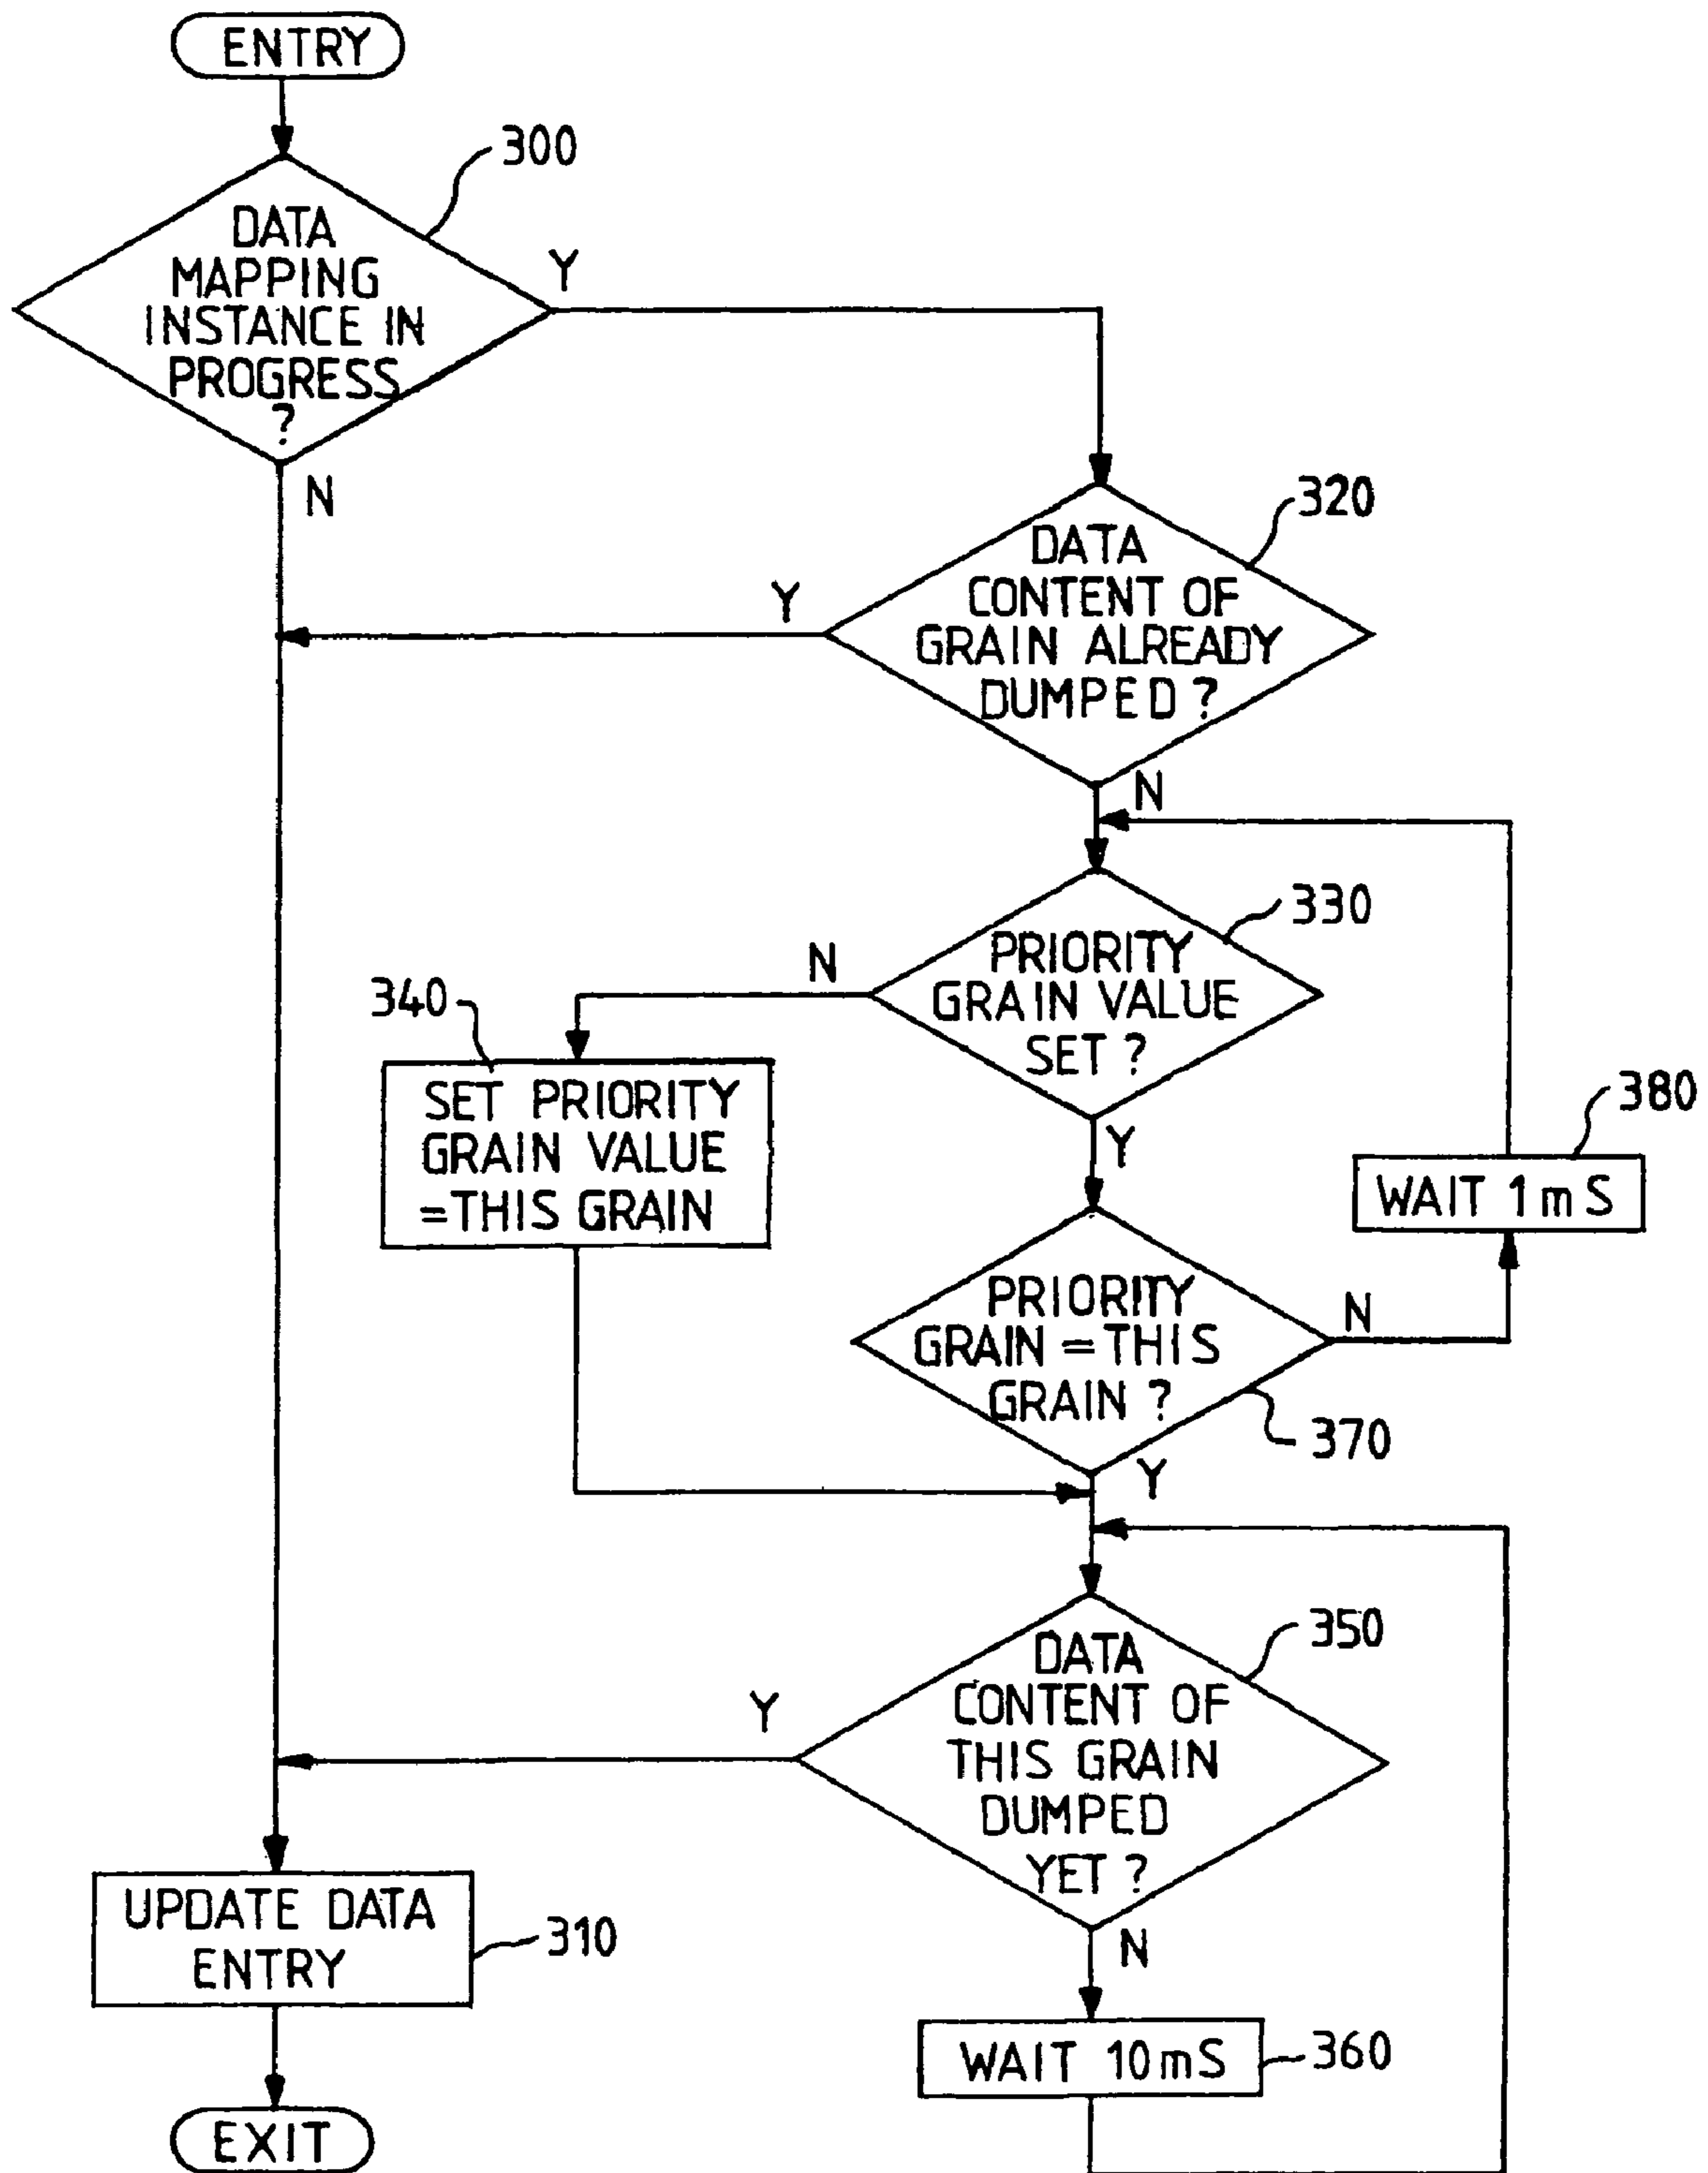 ENTRY
300
DATA
MAPPING
INSTANCE IN
PROGRESS
?
Y
N
320
DATA
CONTENT OF
GRAIN ALREADY
DUMPED ?
Y
N
330
PRIORITY
GRAIN VALUE
SET ?
N
Y
340
SET PRIORITY
GRAIN VALUE
=THIS GRAIN
380
WAIT 1mS
PRIORITY
GRAIN = THIS
GRAIN ?
N
370
Y
350
DATA
CONTENT OF
THIS GRAIN
DUMPED
YET ?
Y
N
UPDATE DATA
ENTRY
310
WAIT 10mS
360
EXIT